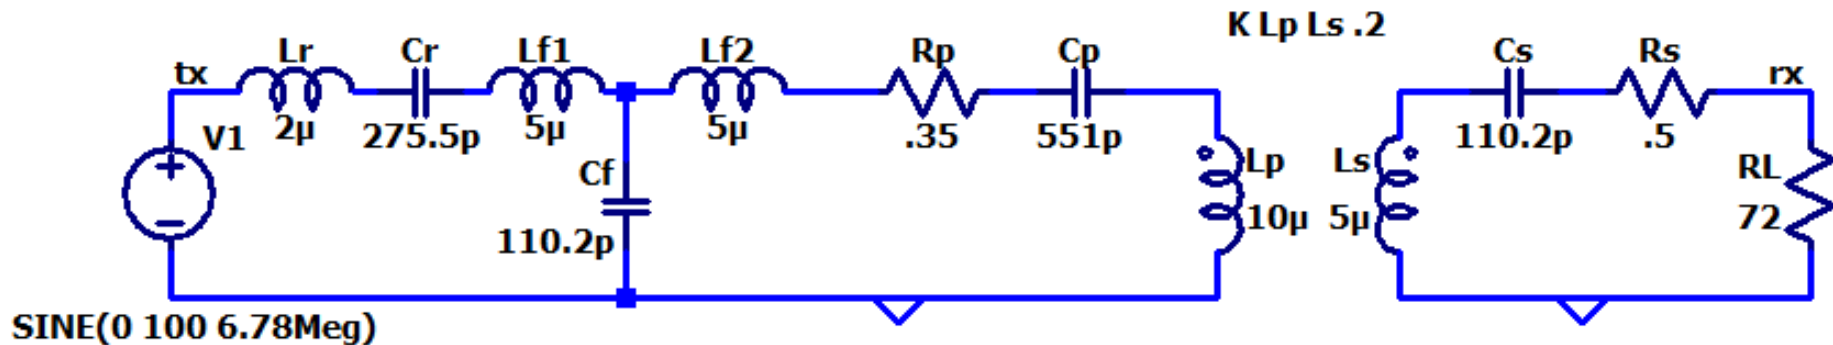 K Lp Ls .2
Lr Cr Lf1 Lf2 Rp Cp Cs Rs
tx rx
2µ 275.5p 5µ 5µ .35 551p 110.2p .5
V1
Cf Lp Ls RL
110.2p 10µ 5µ 72
SINE(0 100 6.78Meg)